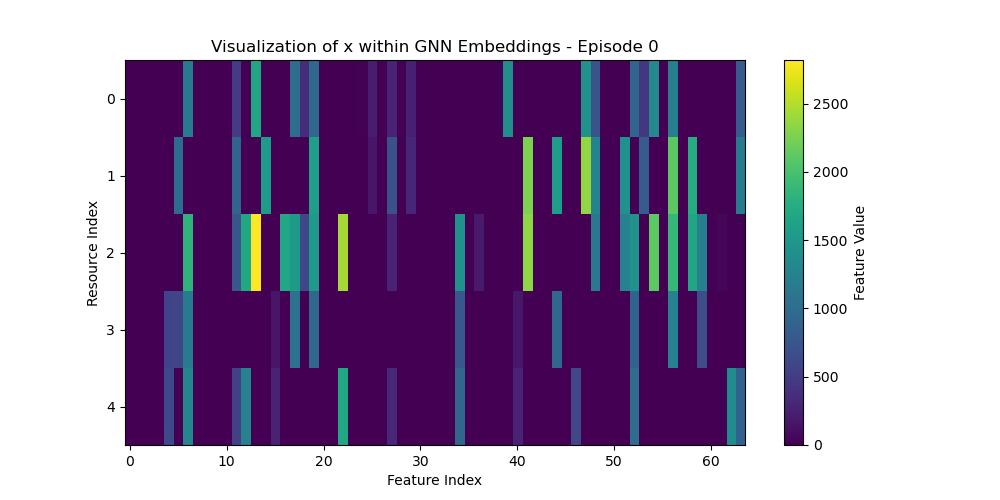 Visualization of x within GNN Embeddings - Episode 0
0
1
2
3
4
Resource Index
0 10 20 30 40 50 60
Feature Index
2500
2000
1500
1000
500
0
Feature Value